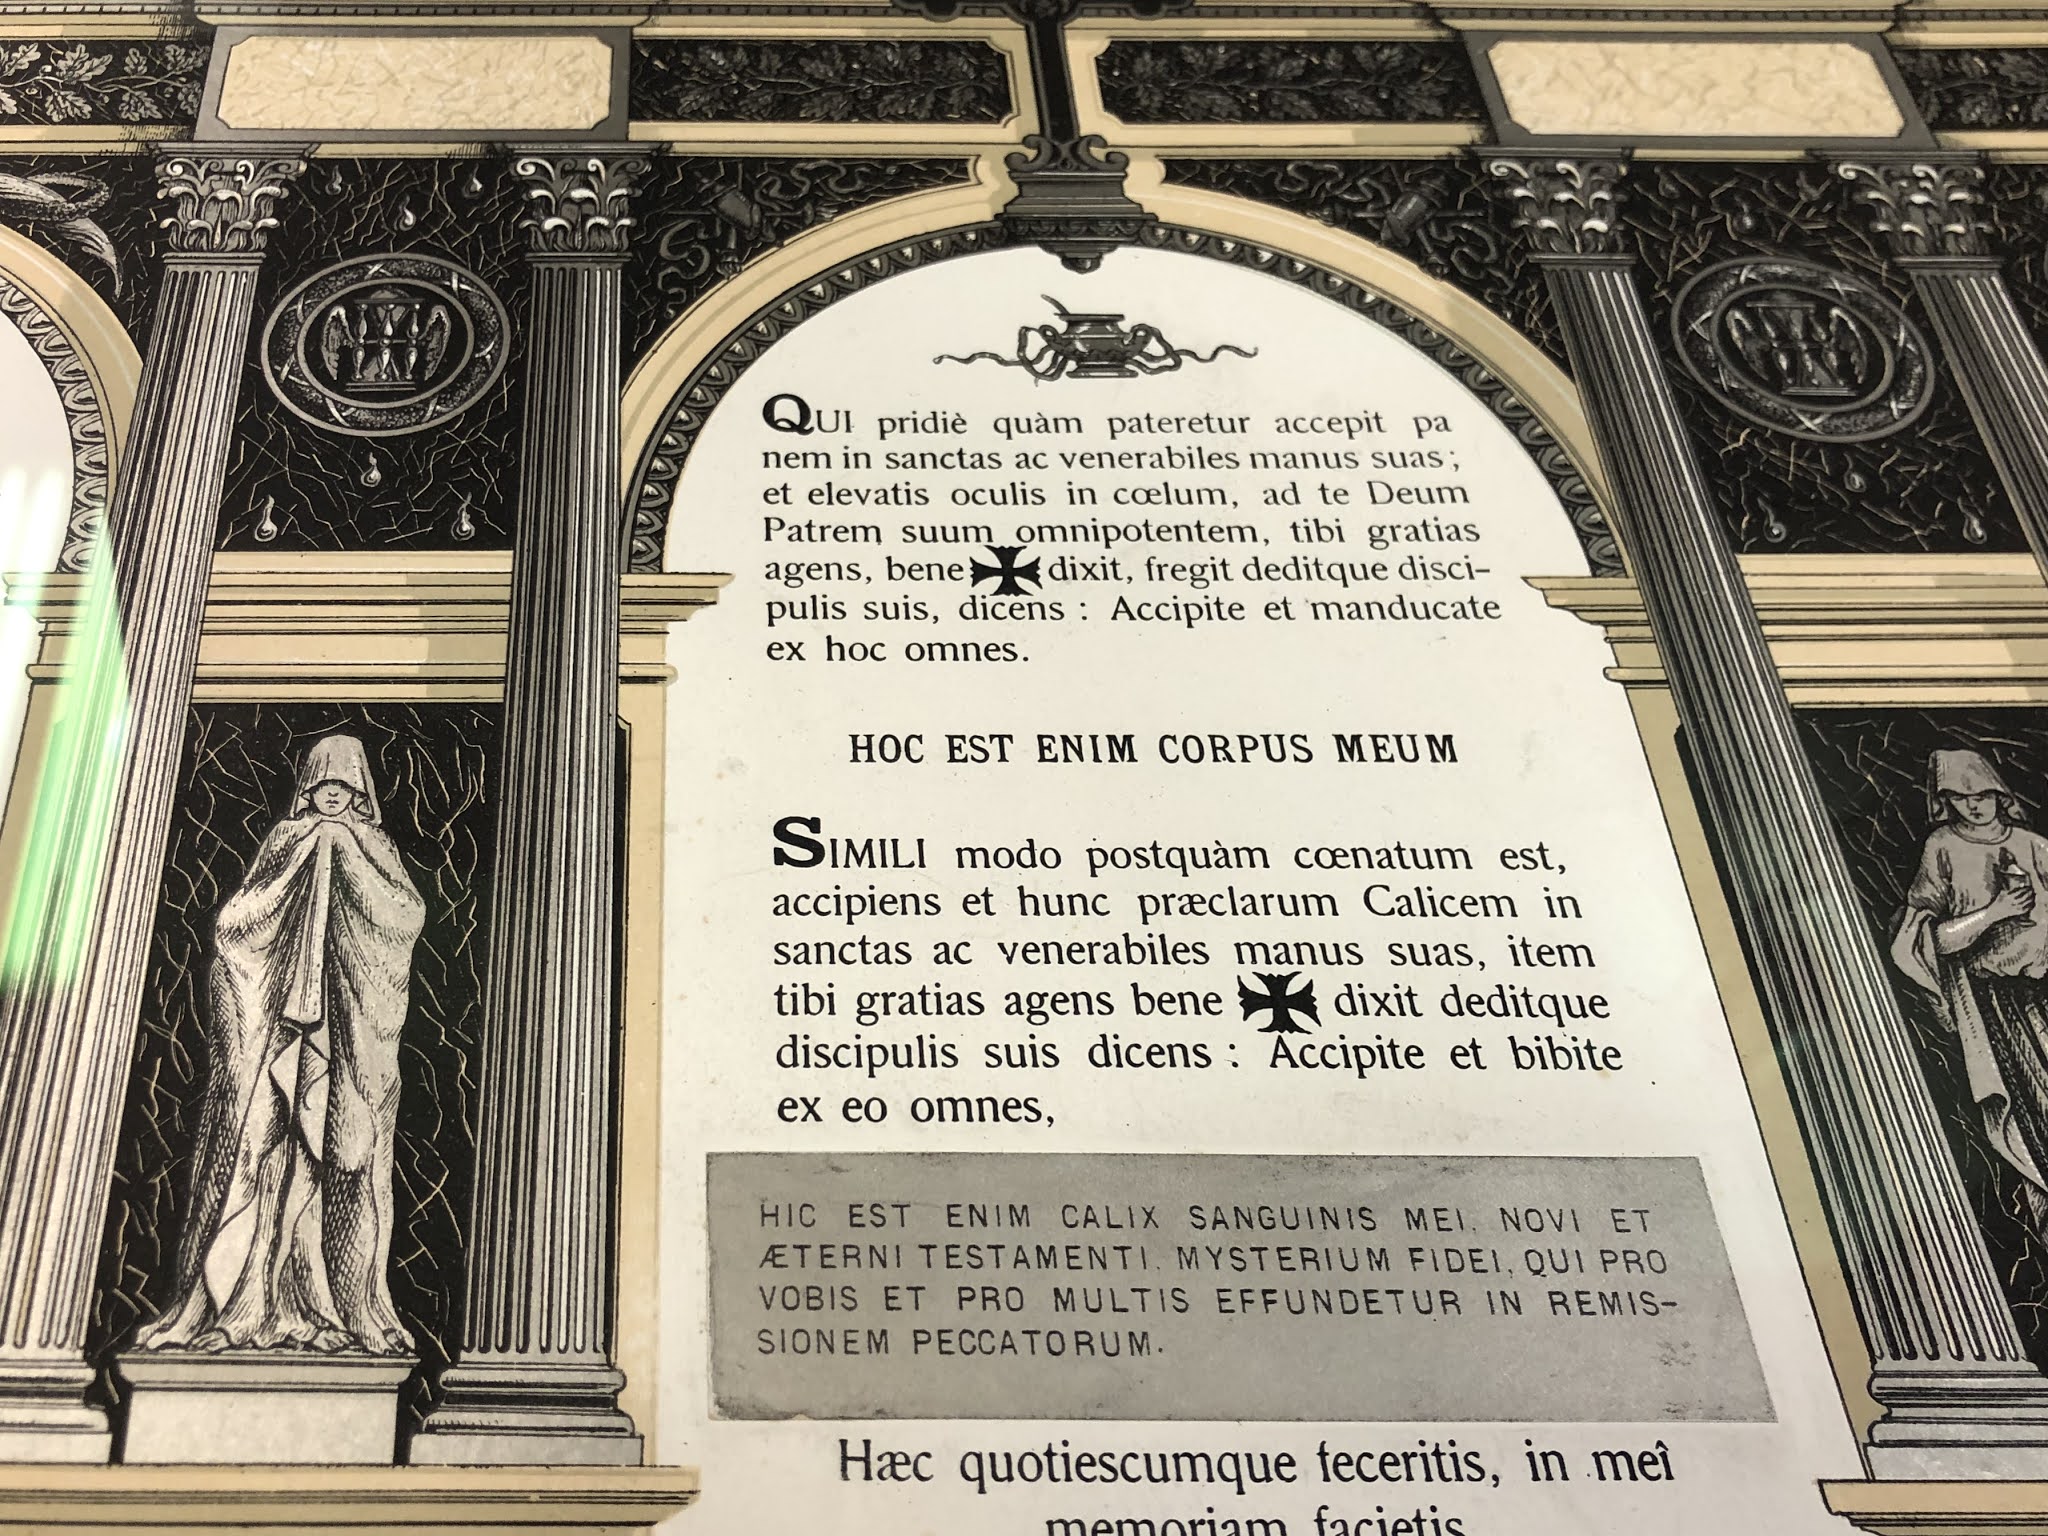 QUI pridiè quàm pateretur accepit pa
nem in sanctas ac venerabiles manus suas;
et elevatis oculis in cœlum, ad te Deum
Patrem suum omnipotentem, tibi gratias
agens, bene ✠ dixit, fregit deditque disci-
pulis suis, dicens : Accipite et manducate
ex hoc omnes.
HOC EST ENIM CORPUS MEUM
SIMILI modo postquàm cœnatum est,
accipiens et hunc præclarum Calicem in
sanctas ac venerabiles manus suas, item
tibi gratias agens bene ✠ dixit deditque
discipulis suis dicens : Accipite et bibite
ex eo omnes,
HIC EST ENIM CALIX SANGUINIS MEI, NOVI ET
ÆTERNI TESTAMENTI. MYSTERIUM FIDEI, QUI PRO
VOBIS ET PRO MULTIS EFFUNDETUR IN REMIS-
SIONEM PECCATORUM.
Hæc quotiescumque feceritis, in meî
memoriam facietis